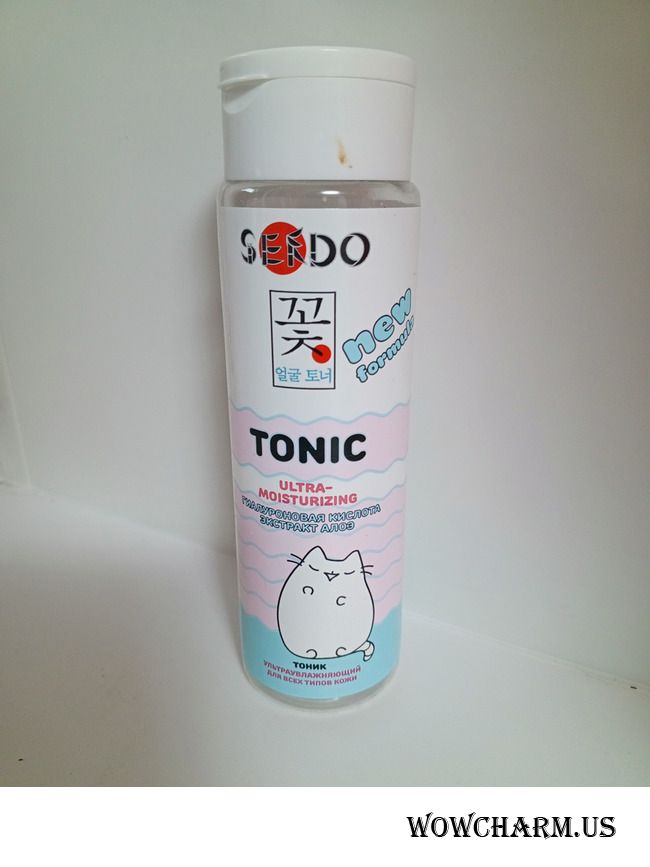 SENDO
꽃
얼굴 토너
new
formula
TONIC
ULTRA-
MOISTURIZING
ГИАЛУРОНОВАЯ КИСЛОТА
ЭКСТРАКТ АЛОЭ
ТОНИК
УЛЬТРАУВЛАЖНЯЮЩИЙ
ДЛЯ ВСЕХ ТИПОВ КОЖИ
WOWCHARM.US